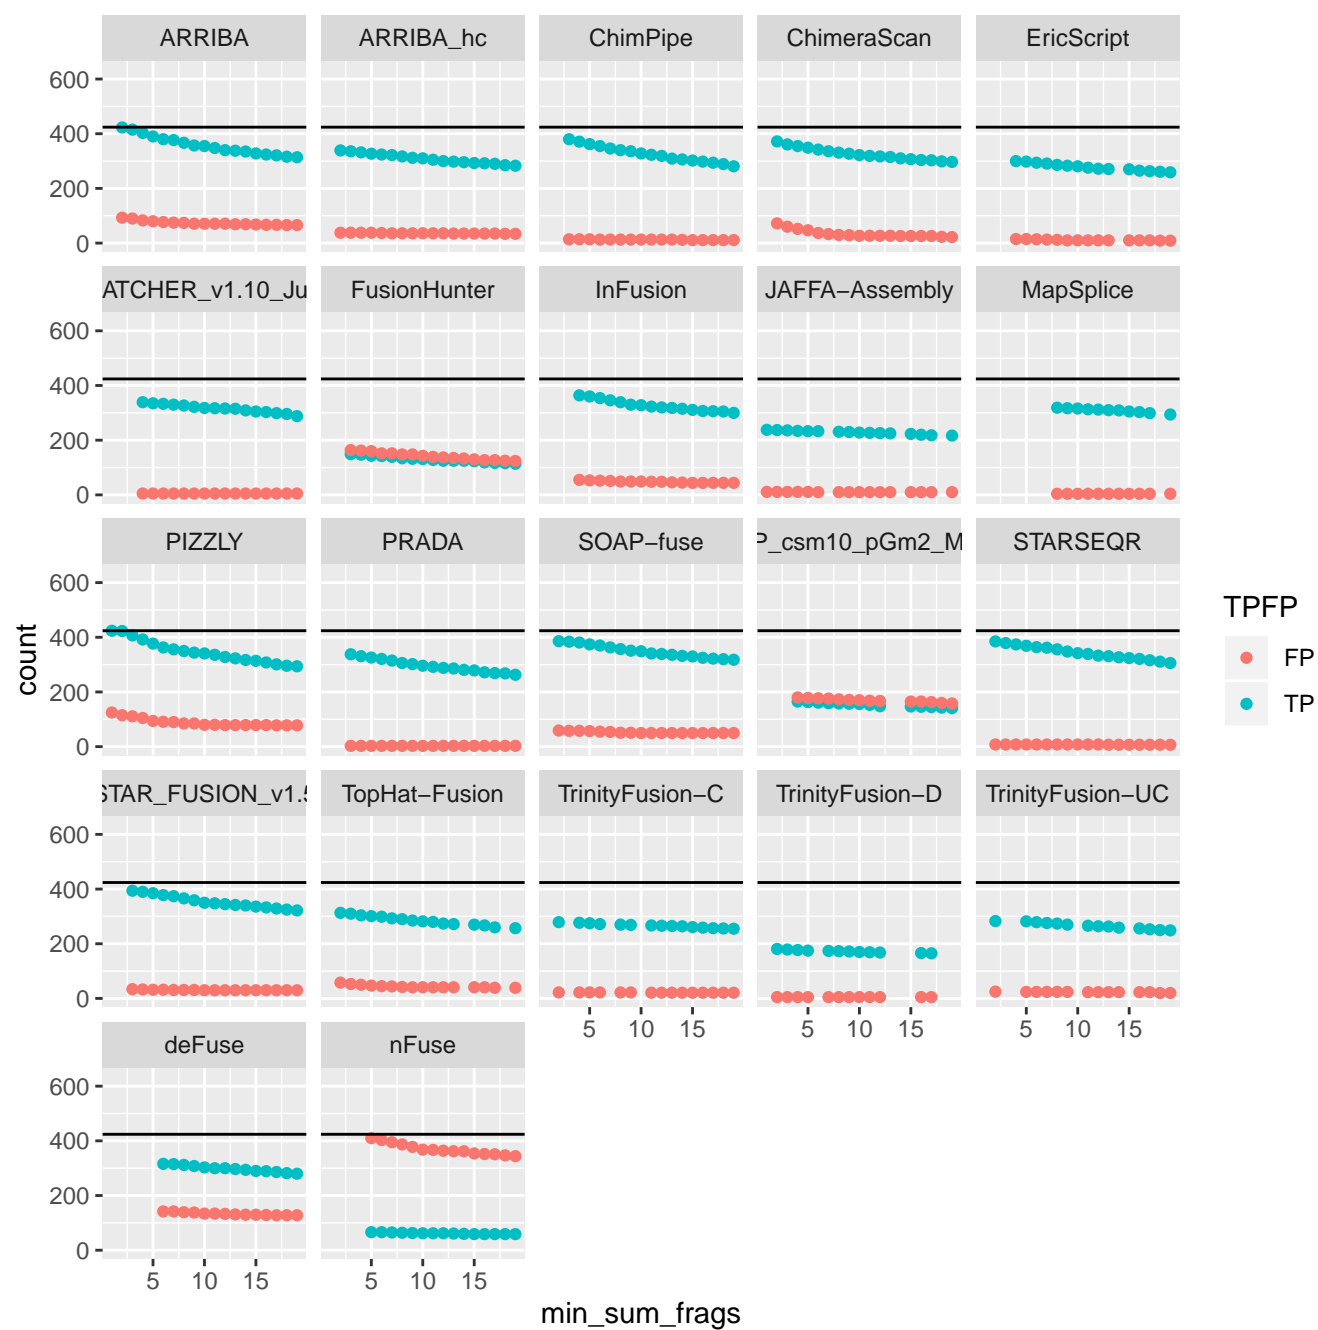 ARRIBA ARRIBA_hc ChimPipe ChimeraScan EricScript
600
400
200
0
ATCHER_v1.10_Ju FusionHunter InFusion JAFFA−Assembly MapSplice
600
400
200
0
PIZZLY PRADA SOAP−fuse P_csm10_pGm2_M STARSEQR
600
400
200
0
STAR_FUSION_v1.5 TopHat−Fusion TrinityFusion−C TrinityFusion−D TrinityFusion−UC
600
400
200
0
5 10 15 5 10 15 5 10 15
deFuse nFuse
600
400
200
0
5 10 15 5 10 15
min_sum_frags
count
TPFP
FP
TP